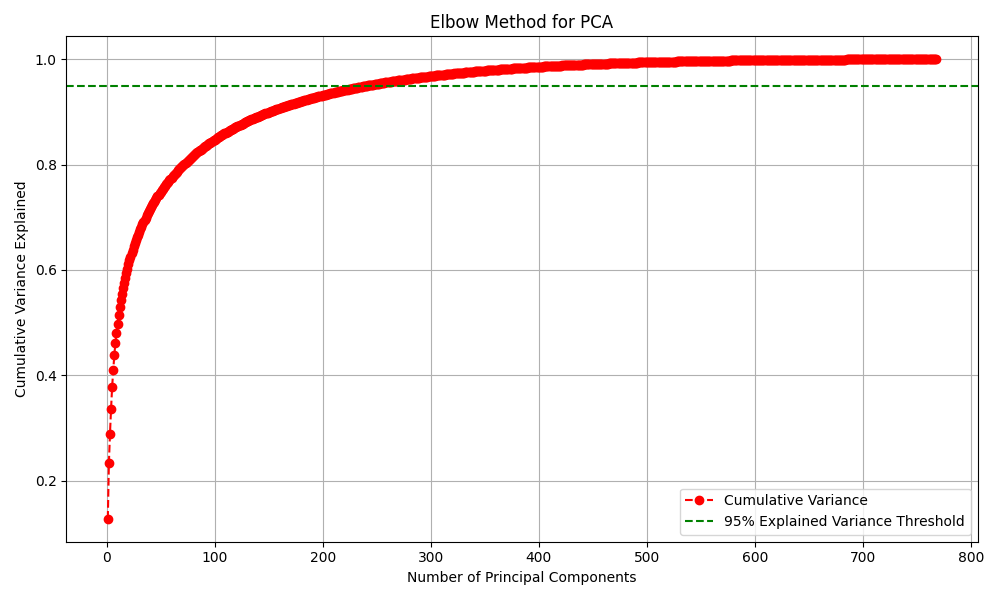 Elbow Method for PCA
Cumulative Variance Explained
1.0
0.8
0.6
0.4
0.2
Cumulative Variance
95% Explained Variance Threshold
0 100 200 300 400 500 600 700 800
Number of Principal Components